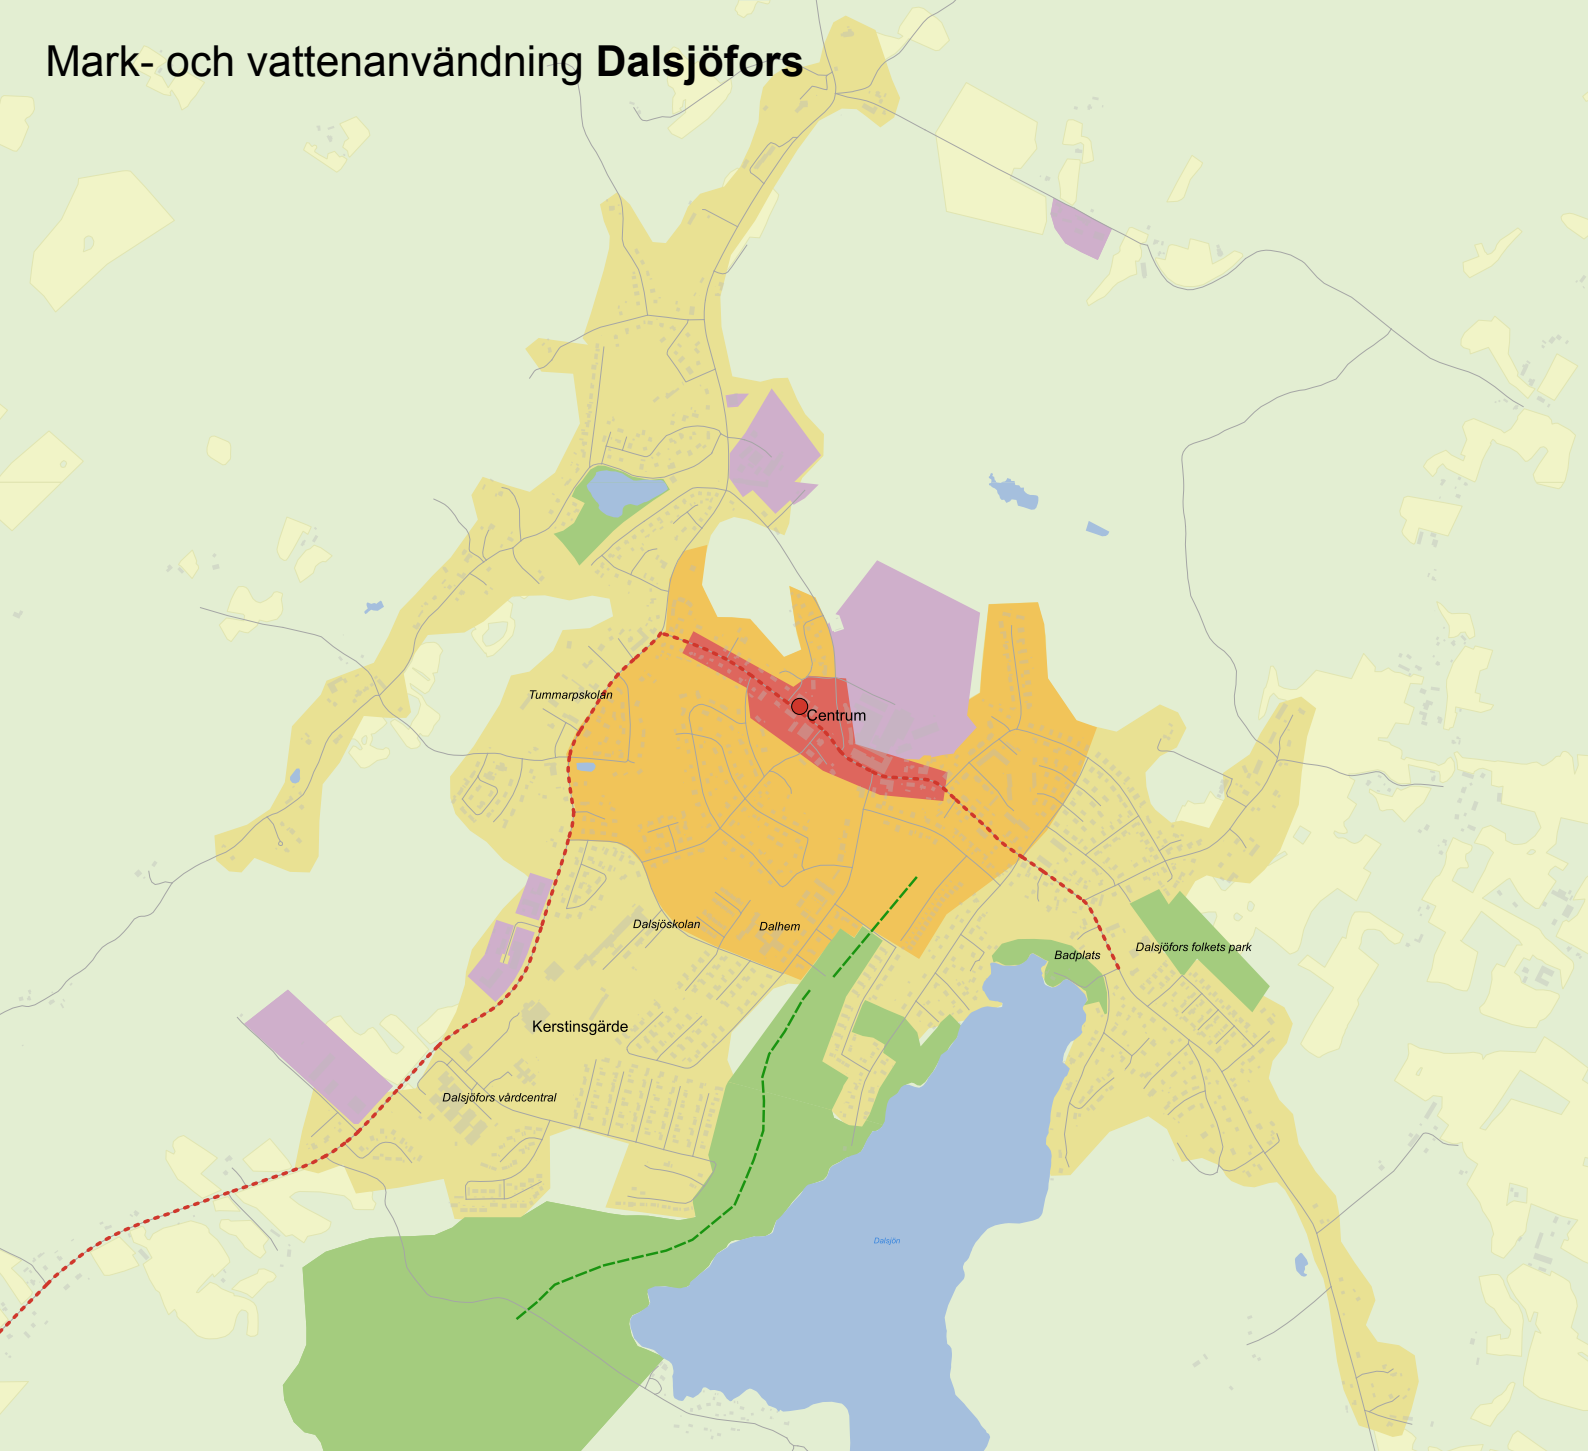 Mark- och vattenanvändning Dalsjöfors
Tummarpskolan
Centrum
Dalsjöskolan
Dalhem
Dalsjöfors folkets park
Badplats
Kerstinsgärde
Dalsjöfors vårdcentral
Dalsjön